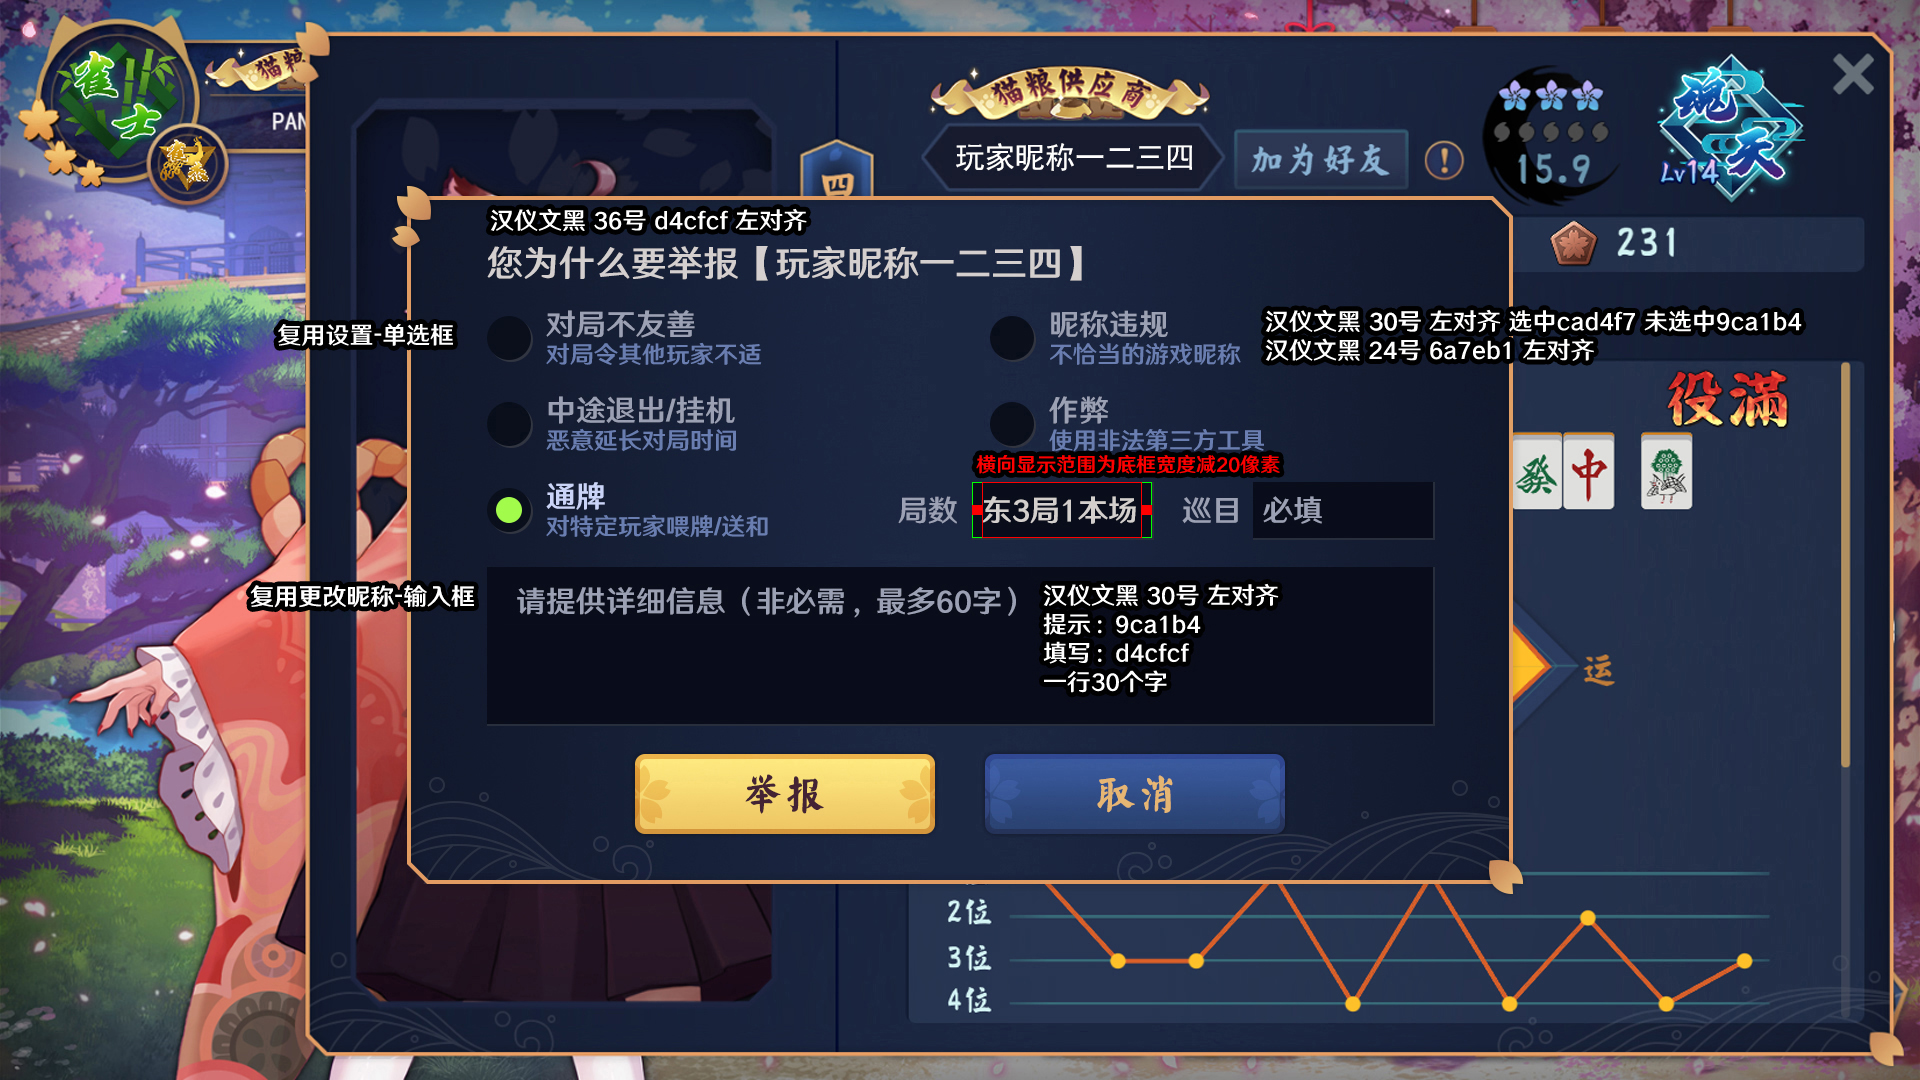 雀士
猫粮
PAN
猫粮供应商
玩家昵称一二三四
加为好友
!
15.9
魂天
Lv14
四
231
汉仪文黑 36号 d4cfcf 左对齐
您为什么要举报【玩家昵称一二三四】
复用设置-单选框
对局不友善
对局令其他玩家不适
昵称违规
不恰当的游戏昵称
汉仪文黑 30号 左对齐 选中cad4f7 未选中9ca1b4
汉仪文黑 24号 6a7eb1 左对齐
役滿
中途退出/挂机
恶意延长对局时间
作弊
使用非法第三方工具
發
中
横向显示范围为底框宽度减20像素
通牌
对特定玩家喂牌/送和
局数
东3局1本场
巡目
必填
复用更改昵称-输入框
请提供详细信息（非必需，最多60字）
汉仪文黑 30号 左对齐
提示：9ca1b4
填写：d4cfcf
一行30个字
运
举报
取消
2位
3位
4位